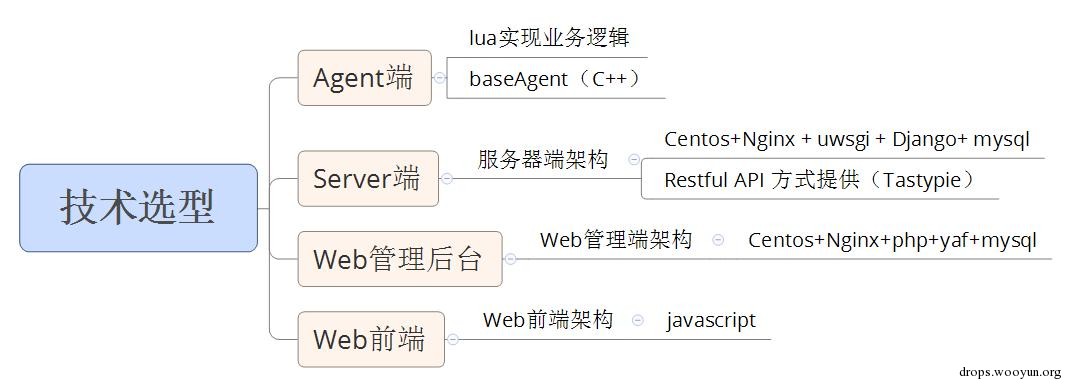 技术选型
Agent端
lua实现业务逻辑
baseAgent（C++）
Server端
服务器端架构
Centos+Nginx + uwsgi + Django+ mysql
Restful API 方式提供（Tastypie）
Web管理后台
Web管理端架构
Centos+Nginx+php+yaf+mysql
Web前端
Web前端架构
javascript
drops.wooyun.org